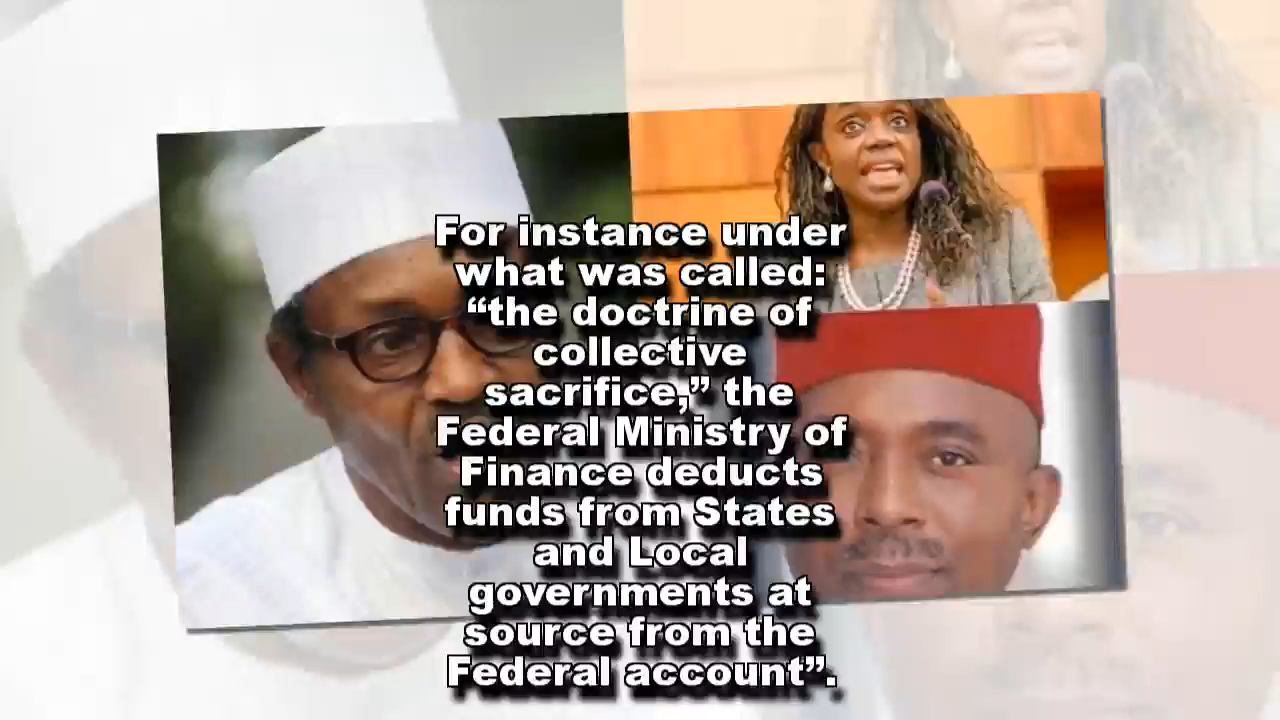 For instance under
what was called:
“the doctrine of
collective
sacrifice,” the
Federal Ministry of
Finance deducts
funds from States
and Local
governments at
source from the
Federal account”.